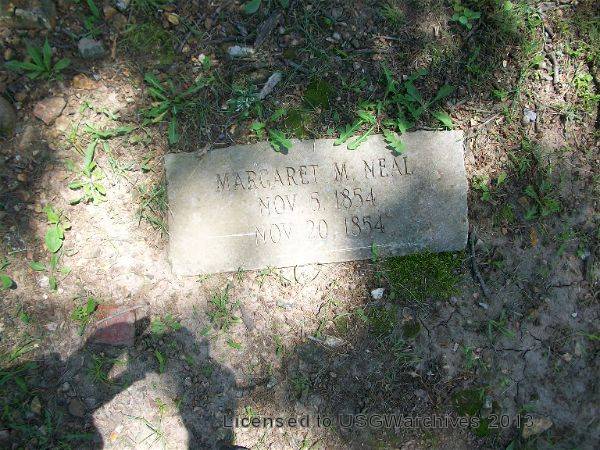 MARGARET M. NEAL
NOV. 5. 1854
NOV 20. 1854
Licensed to USGWarchives 2013